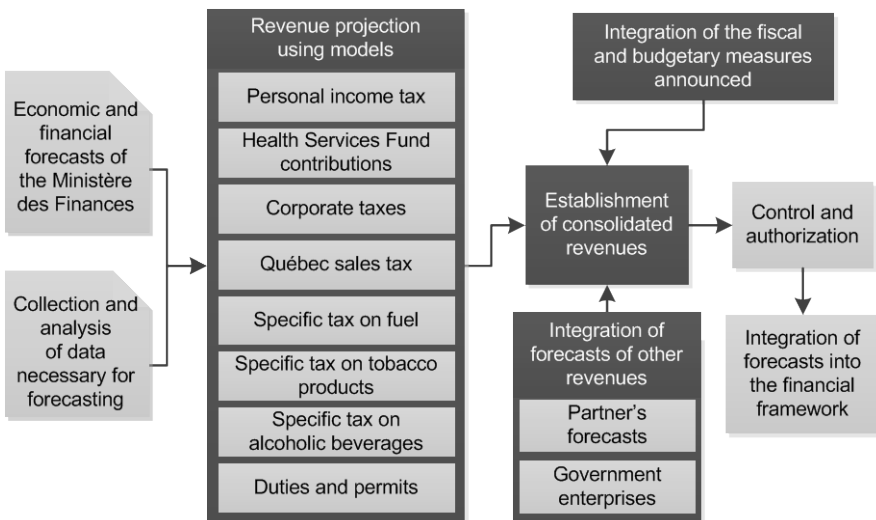 Economic and
financial
forecasts of
the Ministère
des Finances
Collection and
analysis
of data
necessary for
forecasting
Revenue projection
using models
Personal income tax
Health Services Fund
contributions
Corporate taxes
Québec sales tax
Specific tax on fuel
Specific tax on tobacco
products
Specific tax on
alcoholic beverages
Duties and permits
Integration of the fiscal
and budgetary measures
announced
Establishment
of consolidated
revenues
Integration of
forecasts of other
revenues
Partner's
forecasts
Government
enterprises
Control and
authorization
Integration of
forecasts into
the financial
framework